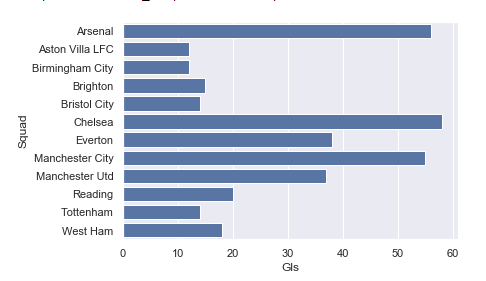 Arsenal
Aston Villa LFC
Birmingham City
Brighton
Bristol City
Chelsea
Everton
Manchester City
Manchester Utd
Reading
Tottenham
West Ham
Squad
0 10 20 30 40 50 60
Gls